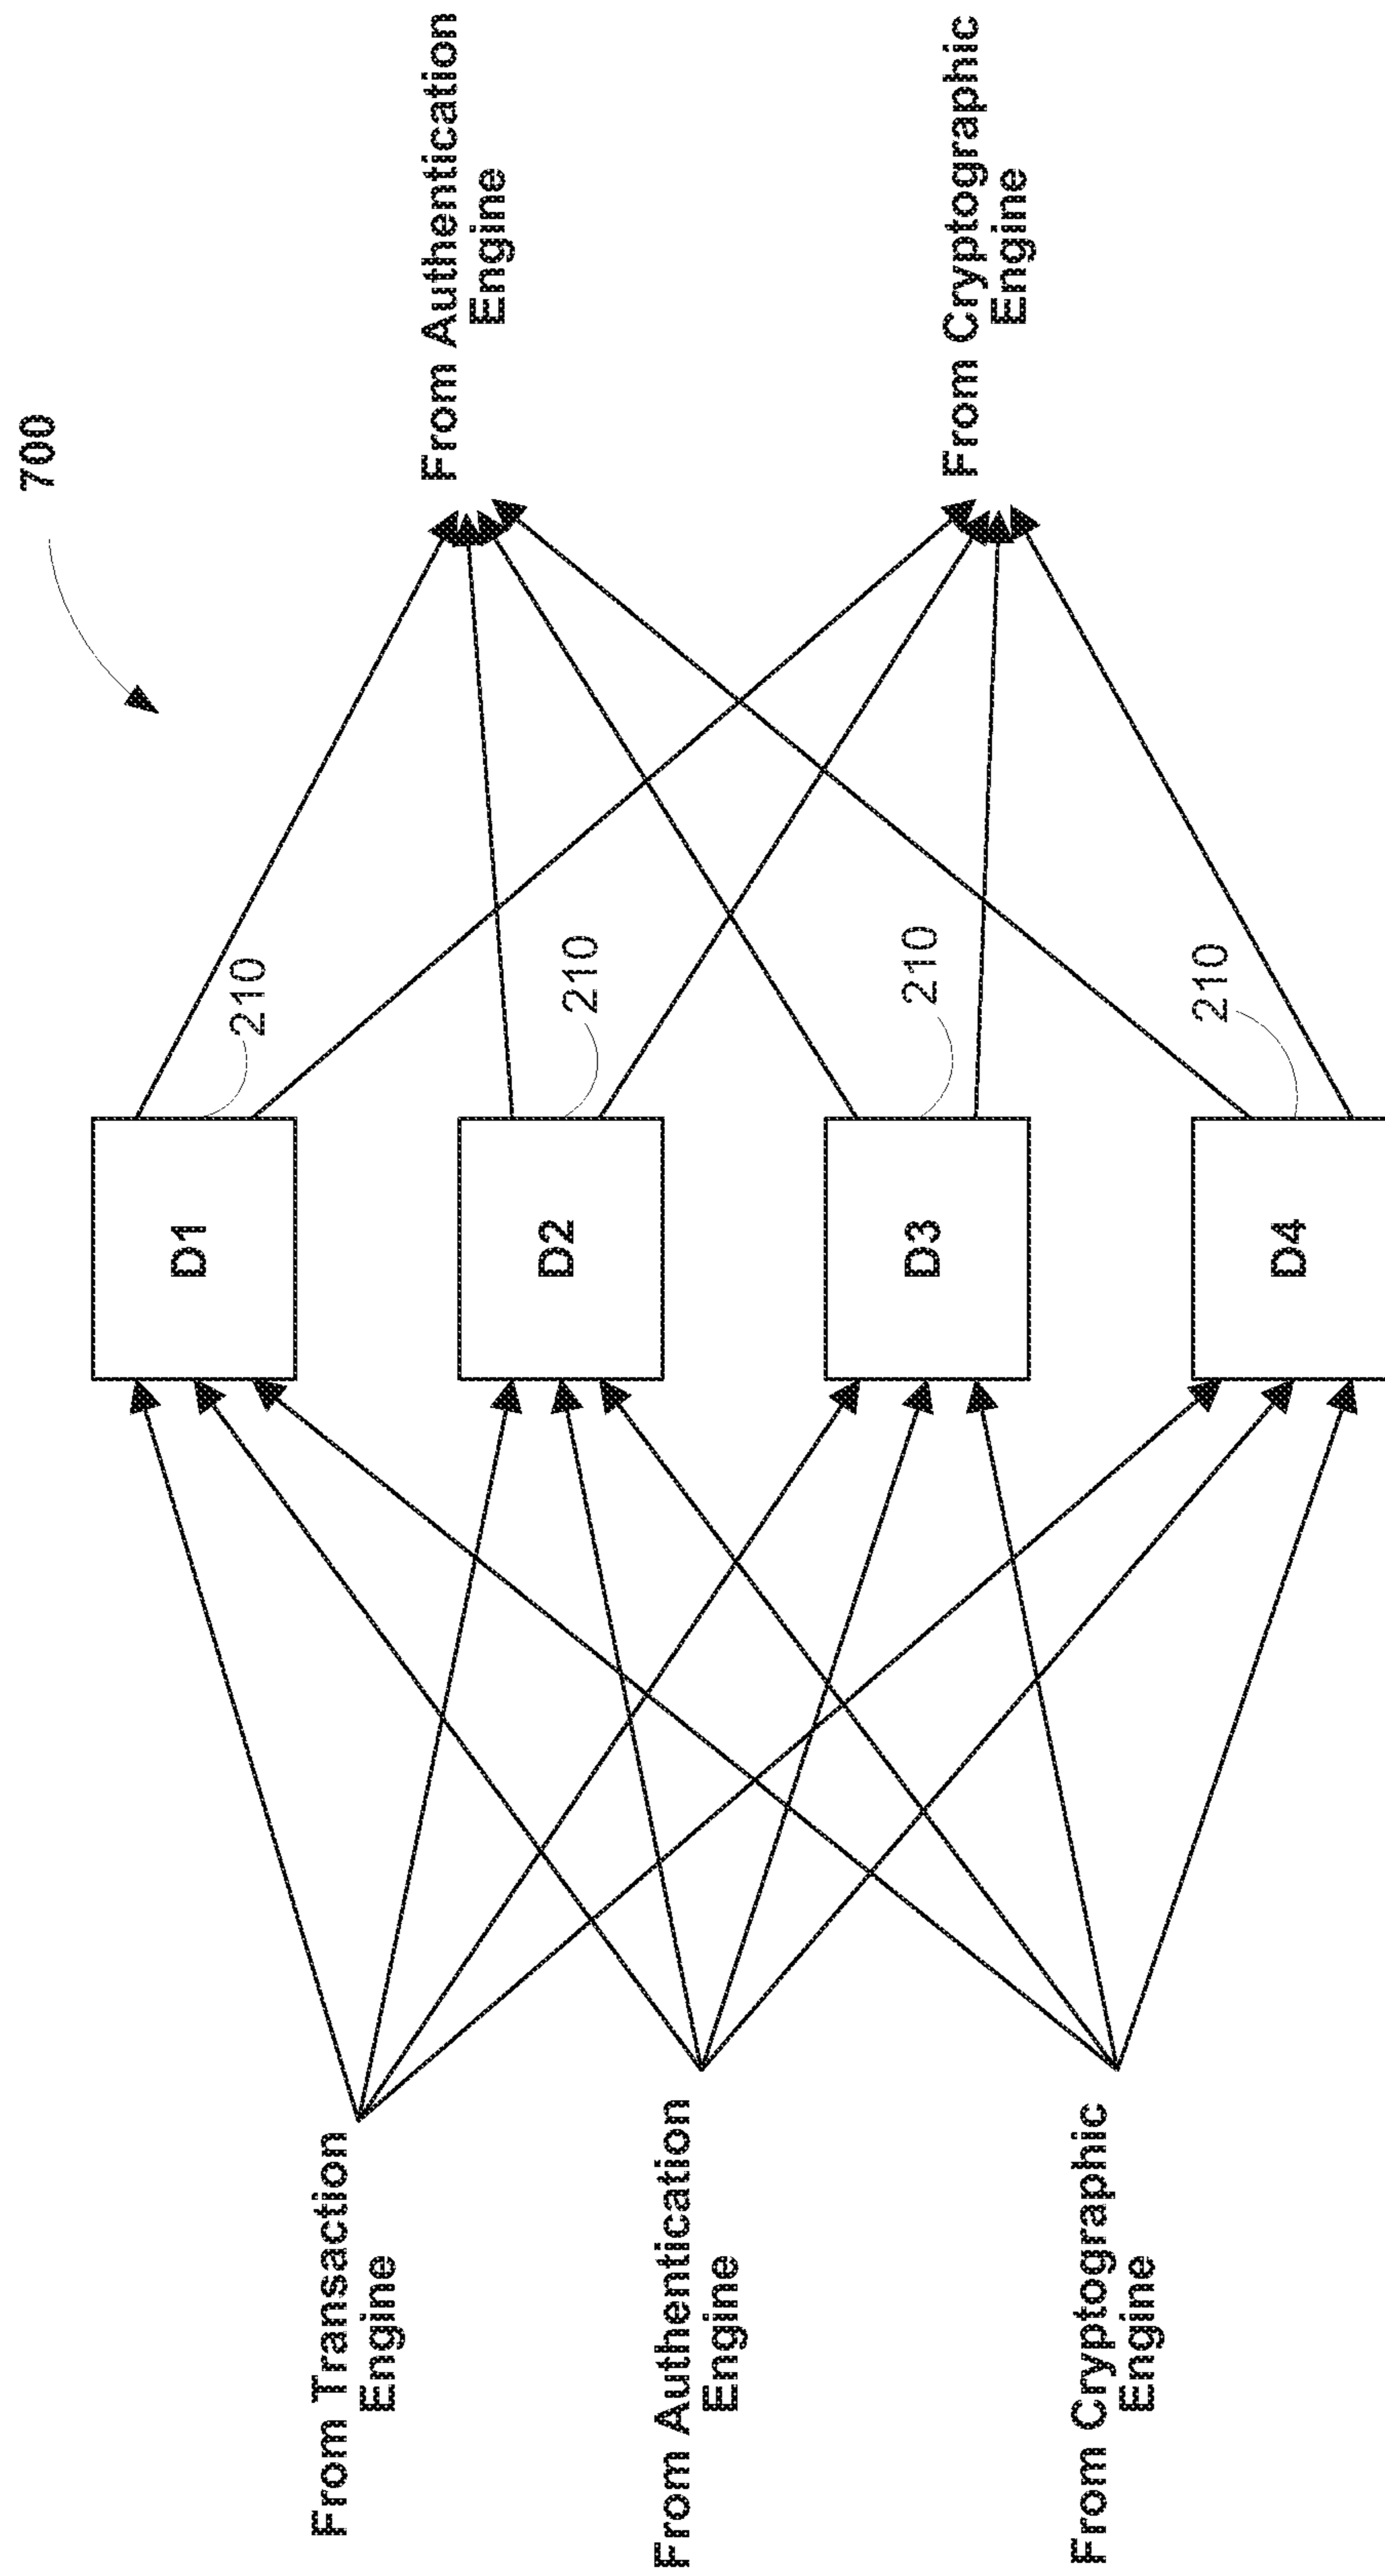 700
From Transaction
Engine
From Authentication
Engine
From Cryptographic
Engine
D1
210
D2
210
D3
210
D4
210
From Authentication
Engine
From Cryptographic
Engine